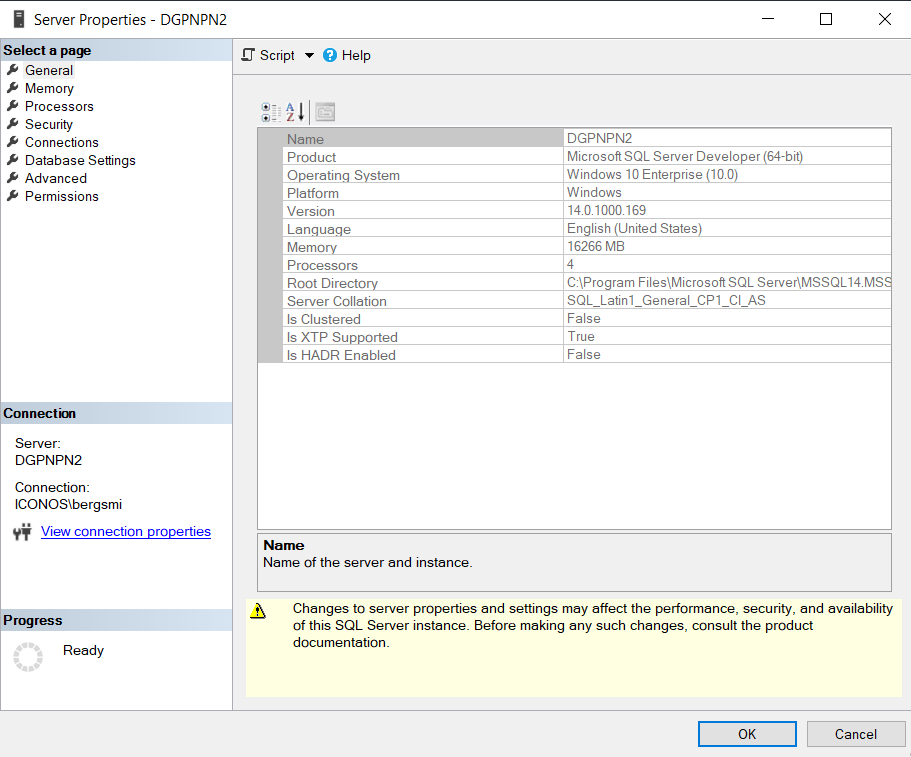 Server Properties - DGPNPN2
Select a page
General
Memory
Processors
Security
Connections
Database Settings
Advanced
Permissions
Connection
Server:
DGPNPN2
Connection:
ICONOS\bergsmi
View connection properties
Progress
Ready
Script Help
Name DGPNPN2
Product Microsoft SQL Server Developer (64-bit)
Operating System Windows 10 Enterprise (10.0)
Platform Windows
Version 14.0.1000.169
Language English (United States)
Memory 16266 MB
Processors 4
Root Directory C:\Program Files\Microsoft SQL Server\MSSQL14.MSS
Server Collation SQL_Latin1_General_CP1_CI_AS
Is Clustered False
Is XTP Supported True
Is HADR Enabled False
Name
Name of the server and instance.
Changes to server properties and settings may affect the performance, security, and availability
of this SQL Server instance. Before making any such changes, consult the product
documentation.
OK Cancel